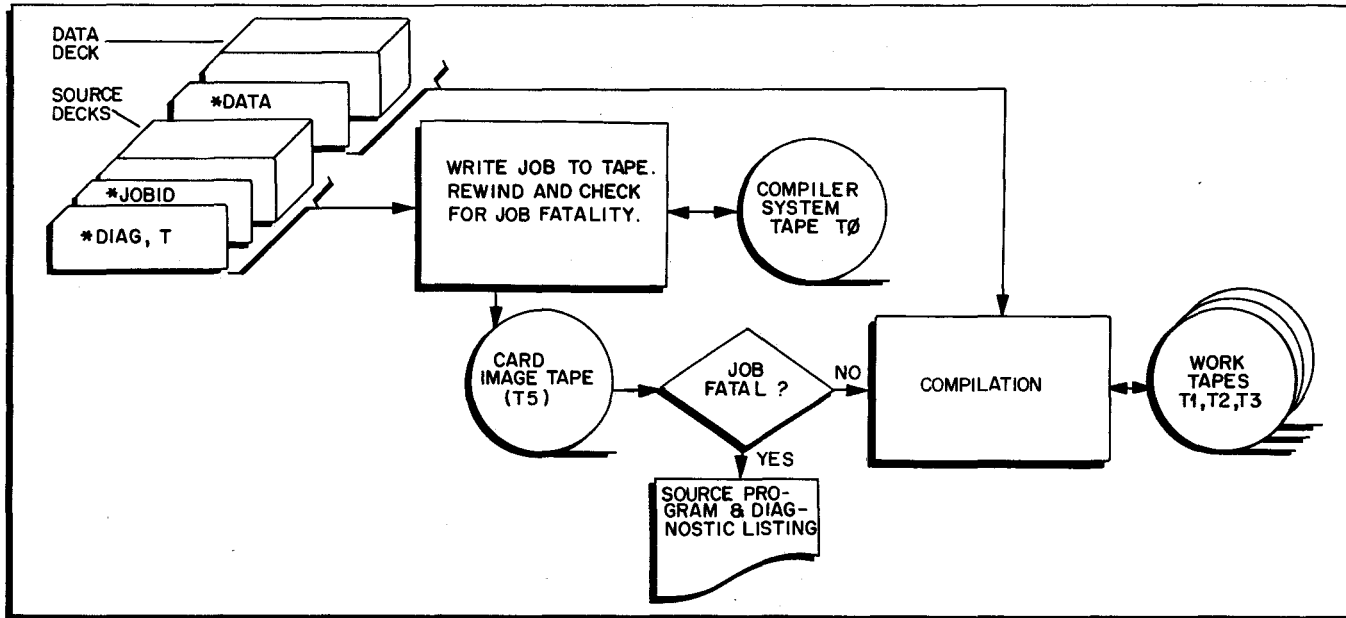 DATA
DECK
*DATA
SOURCE
DECKS
*JOBID
*DIAG, T
WRITE JOB TO TAPE.
REWIND AND CHECK
FOR JOB FATALITY.
COMPILER
SYSTEM
TAPE TØ
CARD
IMAGE TAPE
(T5)
JOB
FATAL ?
NO
YES
COMPILATION
WORK
TAPES
T1,T2,T3
SOURCE PRO-
GRAM & DIAG-
NOSTIC LISTING